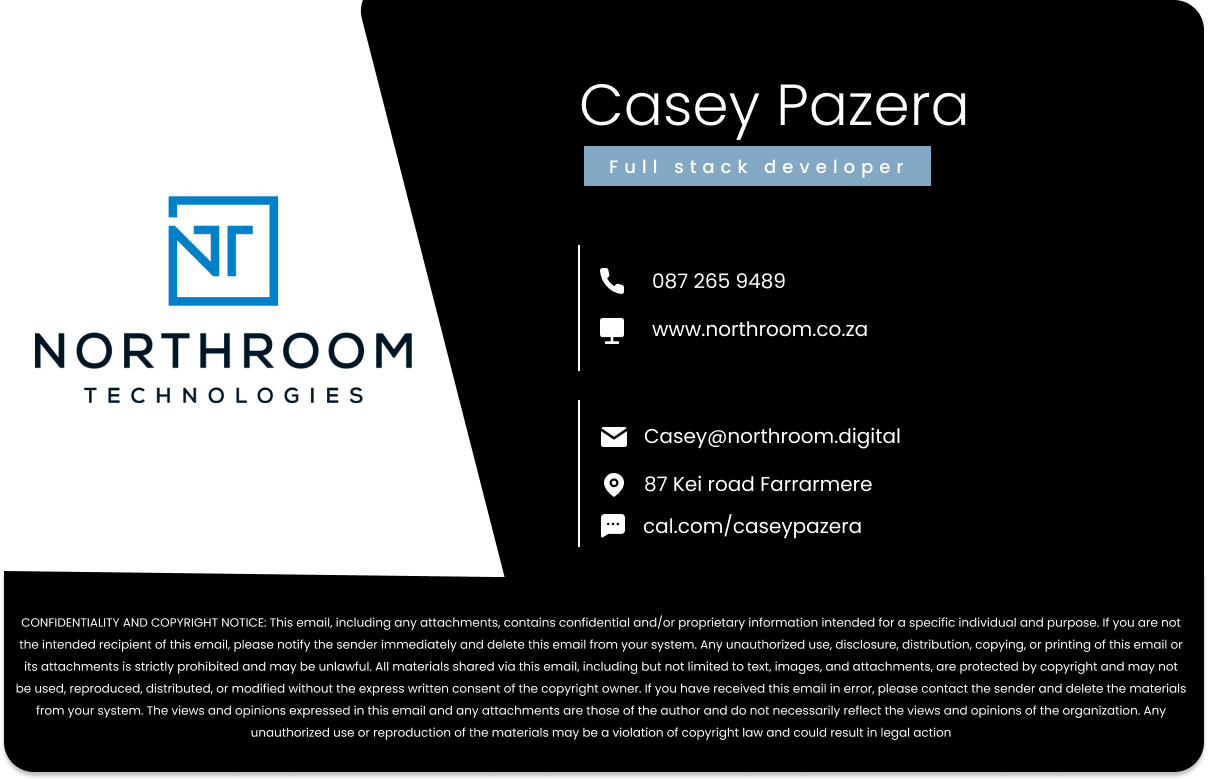 Casey Pazera
Full stack developer
NT
NORTHROOM
TECHNOLOGIES
087 265 9489
www.northroom.co.za
Casey@northroom.digital
87 Kei road Farrarmere
cal.com/caseypazera
CONFIDENTIALITY AND COPYRIGHT NOTICE: This email, including any attachments, contains confidential and/or proprietary information intended for a specific individual and purpose. If you are not
the intended recipient of this email, please notify the sender immediately and delete this email from your system. Any unauthorized use, disclosure, distribution, copying, or printing of this email or
its attachments is strictly prohibited and may be unlawful. All materials shared via this email, including but not limited to text, images, and attachments, are protected by copyright and may not
be used, reproduced, distributed, or modified without the express written consent of the copyright owner. If you have received this email in error, please contact the sender and delete the materials
from your system. The views and opinions expressed in this email and any attachments are those of the author and do not necessarily reflect the views and opinions of the organization. Any
unauthorized use or reproduction of the materials may be a violation of copyright law and could result in legal action